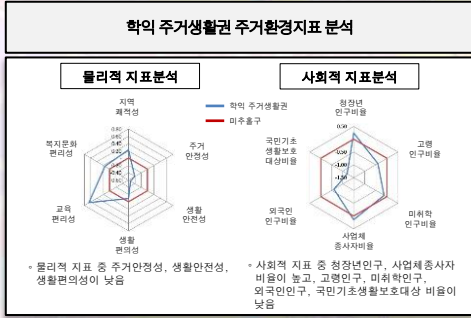 학익 주거생활권 주거환경지표 분석
물리적 지표분석
사회적 지표분석
지역
쾌적성
주거
안정성
생활
안전성
생활
편의성
교육
편리성
복지문화
편리성
학익 주거생활권
미추홀구
청장년
인구비율
고령
인구비율
미취학
인구비율
사업체
종사자비율
외국인
인구비율
국민기초
생활보호
대상비율
0.50
-0.50
-1.50
◦ 물리적 지표 중 주거안정성, 생활안전성,
생활편의성이 낮음
◦ 사회적 지표 중 청장년인구, 사업체종사자
비율이 높고, 고령인구, 미취학인구,
외국인인구, 국민기초생활보호대상 비율이
낮음